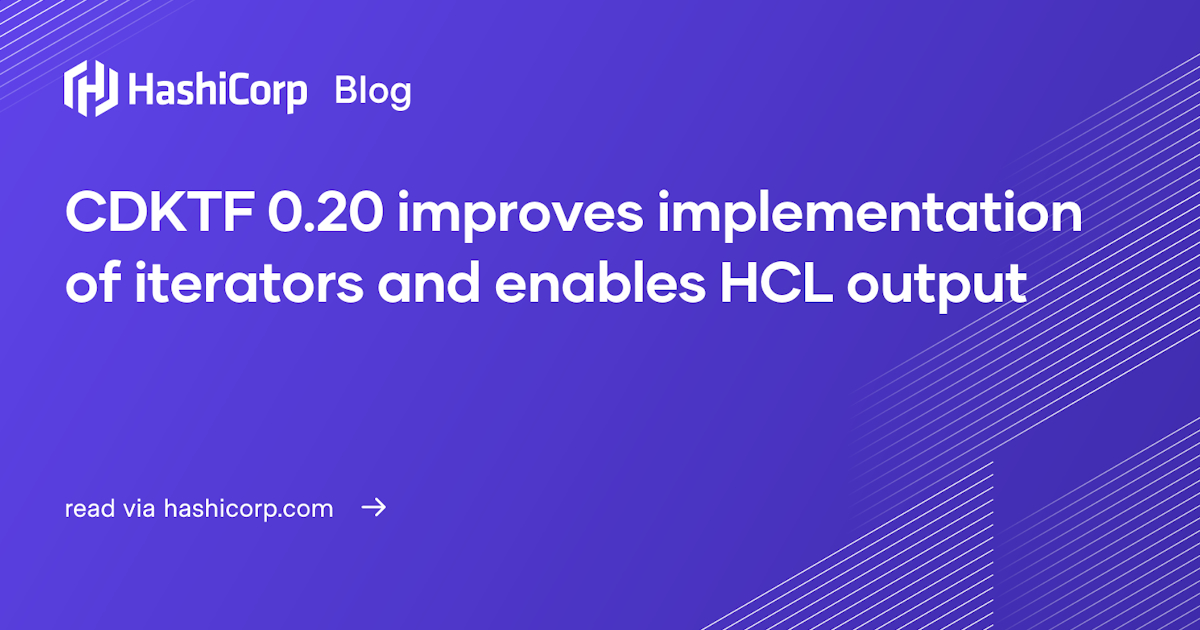 HashiCorp Blog
CDKTF 0.20 improves implementation
of iterators and enables HCL output
read via hashicorp.com →